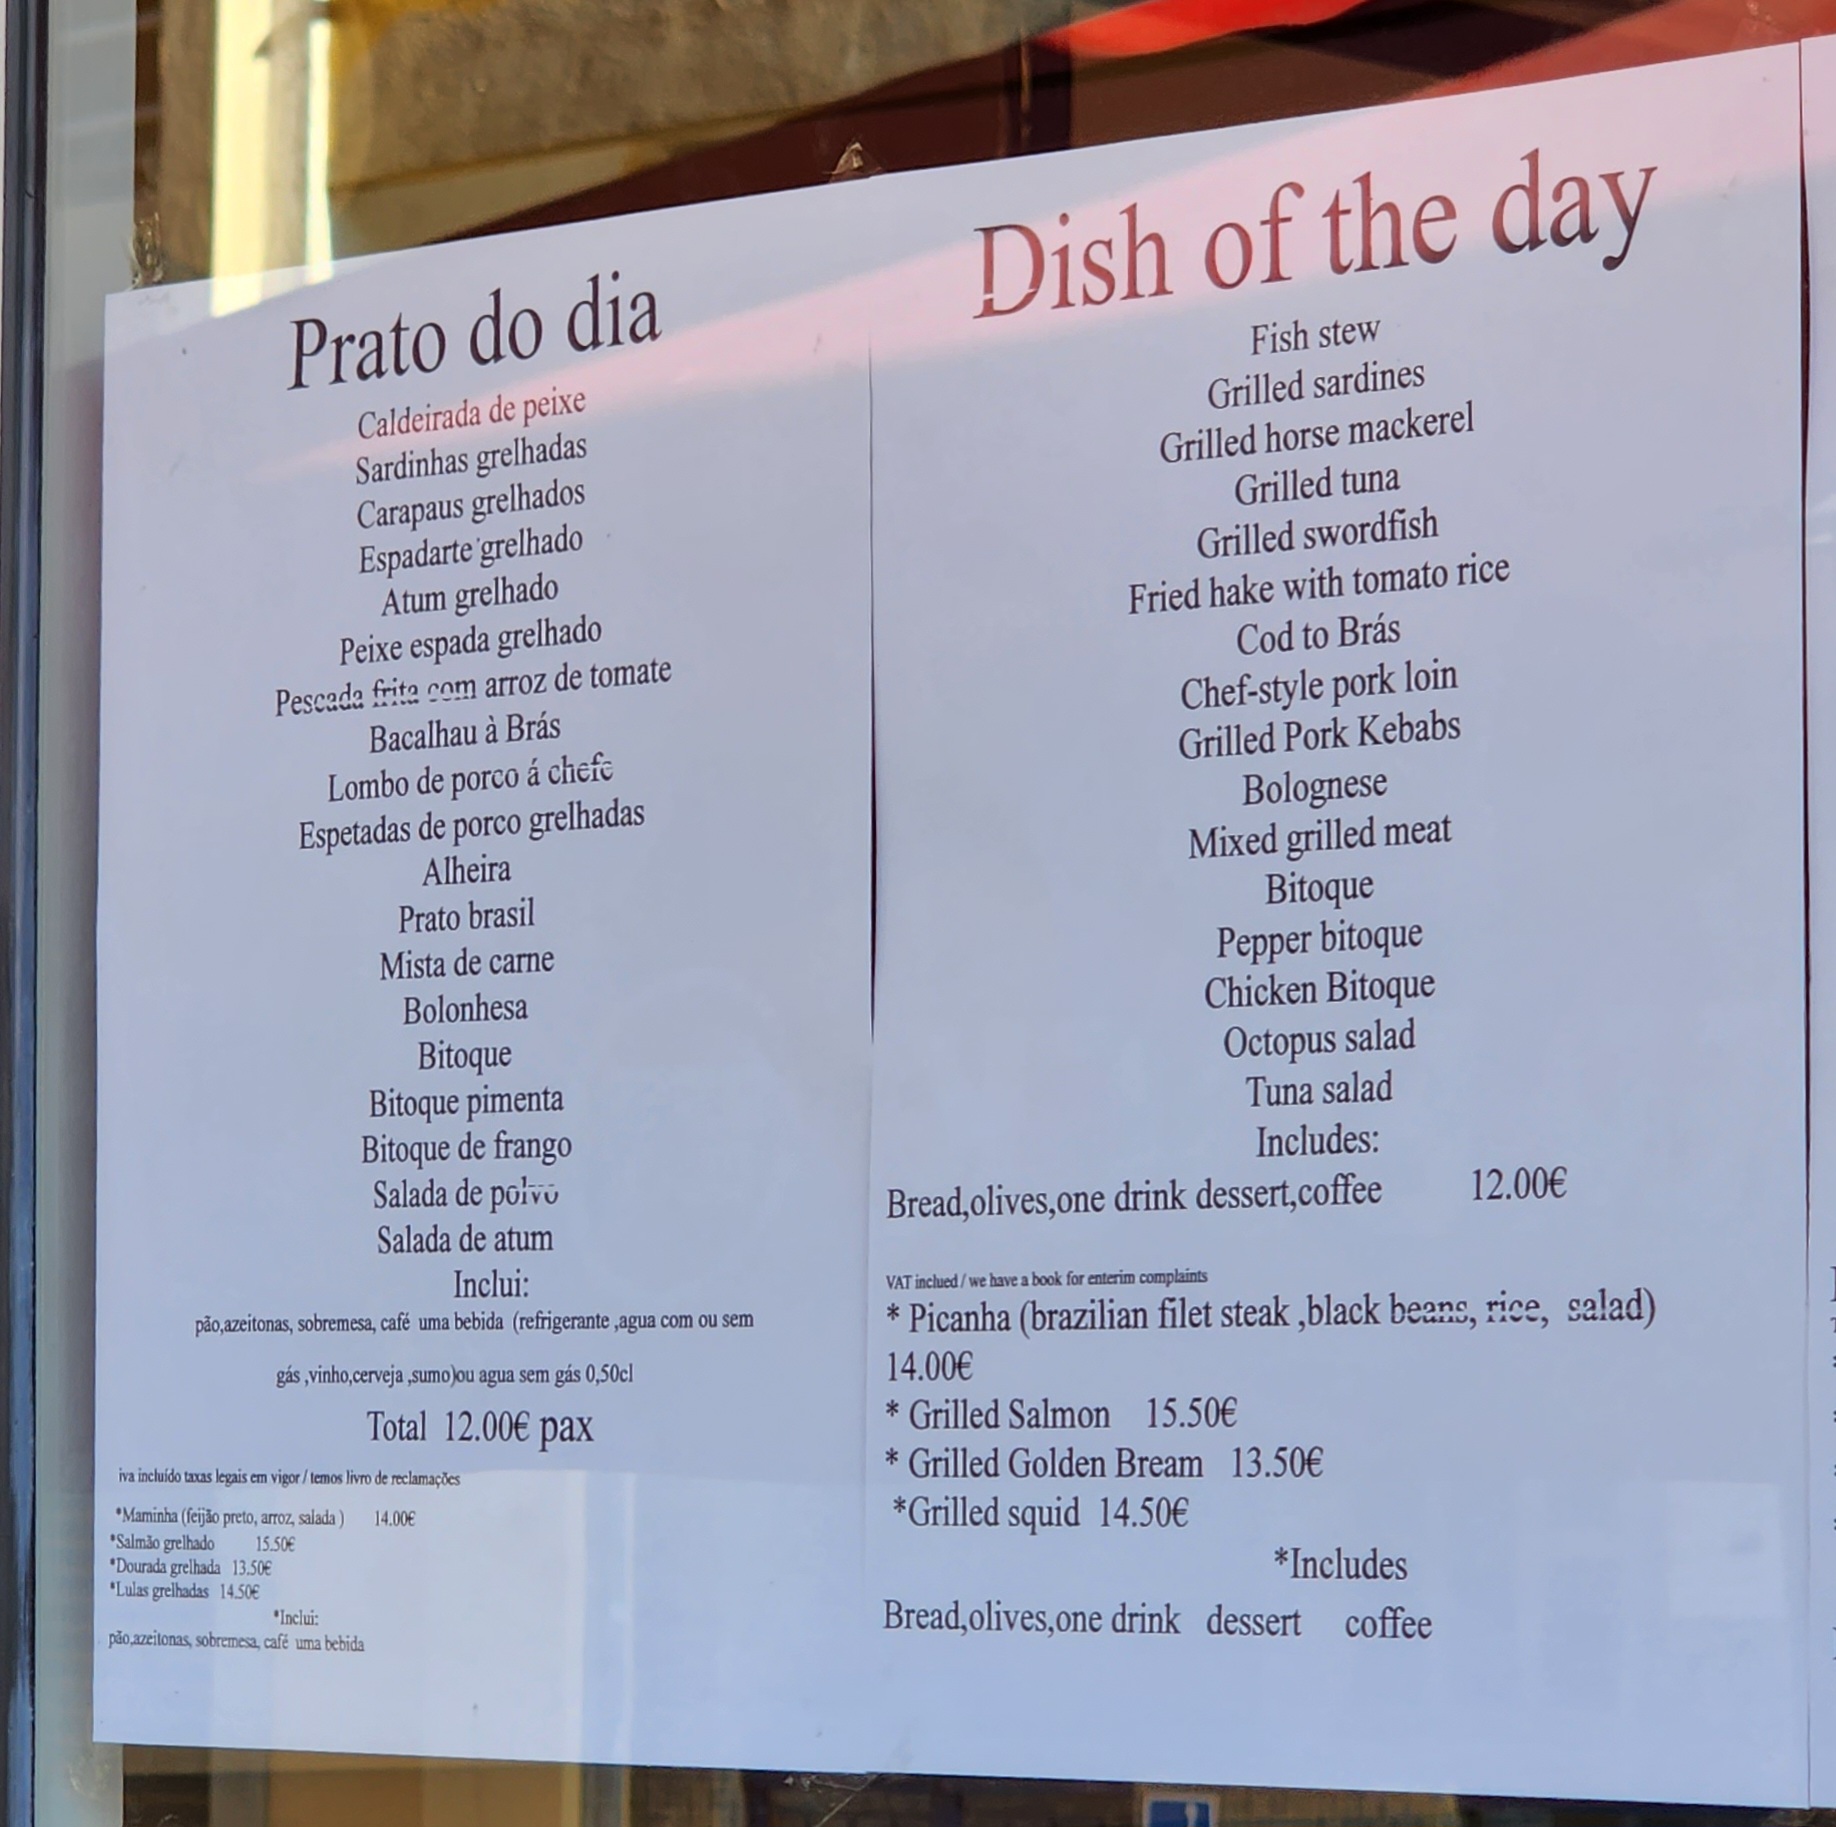 Prato do dia
Caldeirada de peixe
Sardinhas grelhadas
Carapaus grelhados
Espadarte grelhado
Atum grelhado
Peixe espada grelhado
Pescada frita com arroz de tomate
Bacalhau à Brás
Lombo de porco á chefe
Espetadas de porco grelhadas
Alheira
Prato brasil
Mista de carne
Bolonhesa
Bitoque
Bitoque pimenta
Bitoque de frango
Salada de polvo
Salada de atum
Inclui:
pão,azeitonas, sobremesa, café uma bebida (refrigerante ,agua com ou sem
gás ,vinho,cerveja ,sumo)ou agua sem gás 0,50cl
Total 12.00€ pax
iva incluído taxas legais em vigor / temos livro de reclamações
*Maminha (feijão preto, arroz, salada ) 14.00€
*Salmão grelhado 15.50€
*Dourada grelhada 13.50€
*Lulas grelhadas 14.50€
*Inclui:
pão,azeitonas, sobremesa, café uma bebida
Dish of the day
Fish stew
Grilled sardines
Grilled horse mackerel
Grilled tuna
Grilled swordfish
Fried hake with tomato rice
Cod to Brás
Chef-style pork loin
Grilled Pork Kebabs
Bolognese
Mixed grilled meat
Bitoque
Pepper bitoque
Chicken Bitoque
Octopus salad
Tuna salad
Includes:
Bread,olives,one drink dessert,coffee 12.00€
VAT inclued / we have a book for enterim complaints
* Picanha (brazilian filet steak ,black beans, rice, salad)
14.00€
* Grilled Salmon 15.50€
* Grilled Golden Bream 13.50€
*Grilled squid 14.50€
*Includes
Bread,olives,one drink dessert coffee